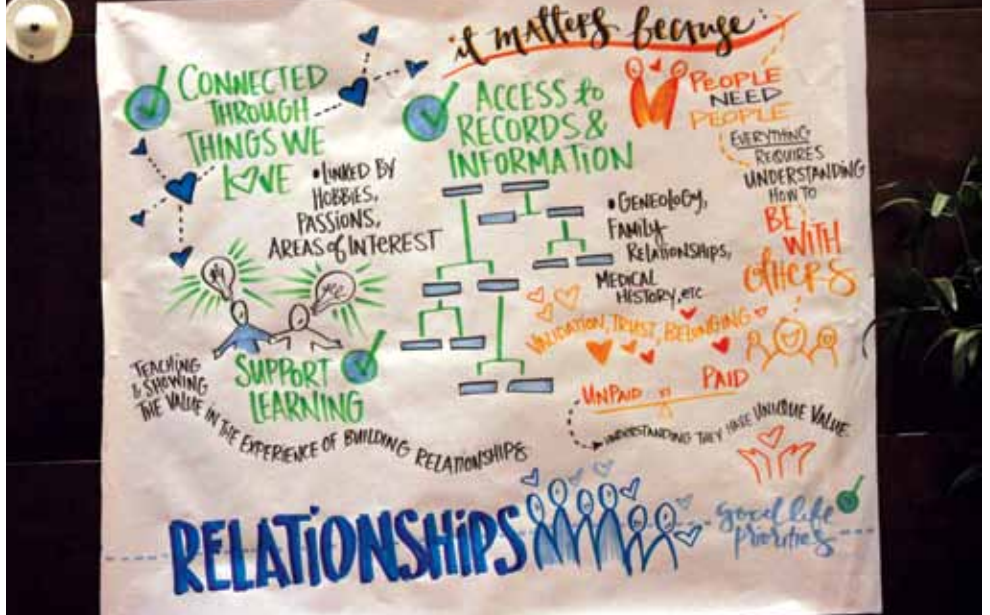 it matters because:
CONNECTED
THROUGH
THINGS WE
LOVE
• LINKED BY
HOBBIES,
PASSIONS,
AREAS of INTEREST
ACCESS to
RECORDS &
INFORMATION
• GENEOLOGY,
FAMILY
RELATIONSHIPS,
MEDICAL
HISTORY, etc
PEOPLE
NEED
PEOPLE
EVERYTHING
REQUIRES
UNDERSTANDING
HOW TO
BE
WITH
others
VALIDATION, TRUST, BELONGING
UNPAID vs PAID
UNDERSTANDING THEY HAVE UNIQUE VALUE.
SUPPORT
LEARNING
TEACHING
& SHOWING
THE VALUE IN THE EXPERIENCE OF BUILDING RELATIONSHIPS
RELATIONSHIPS
good life
priorities